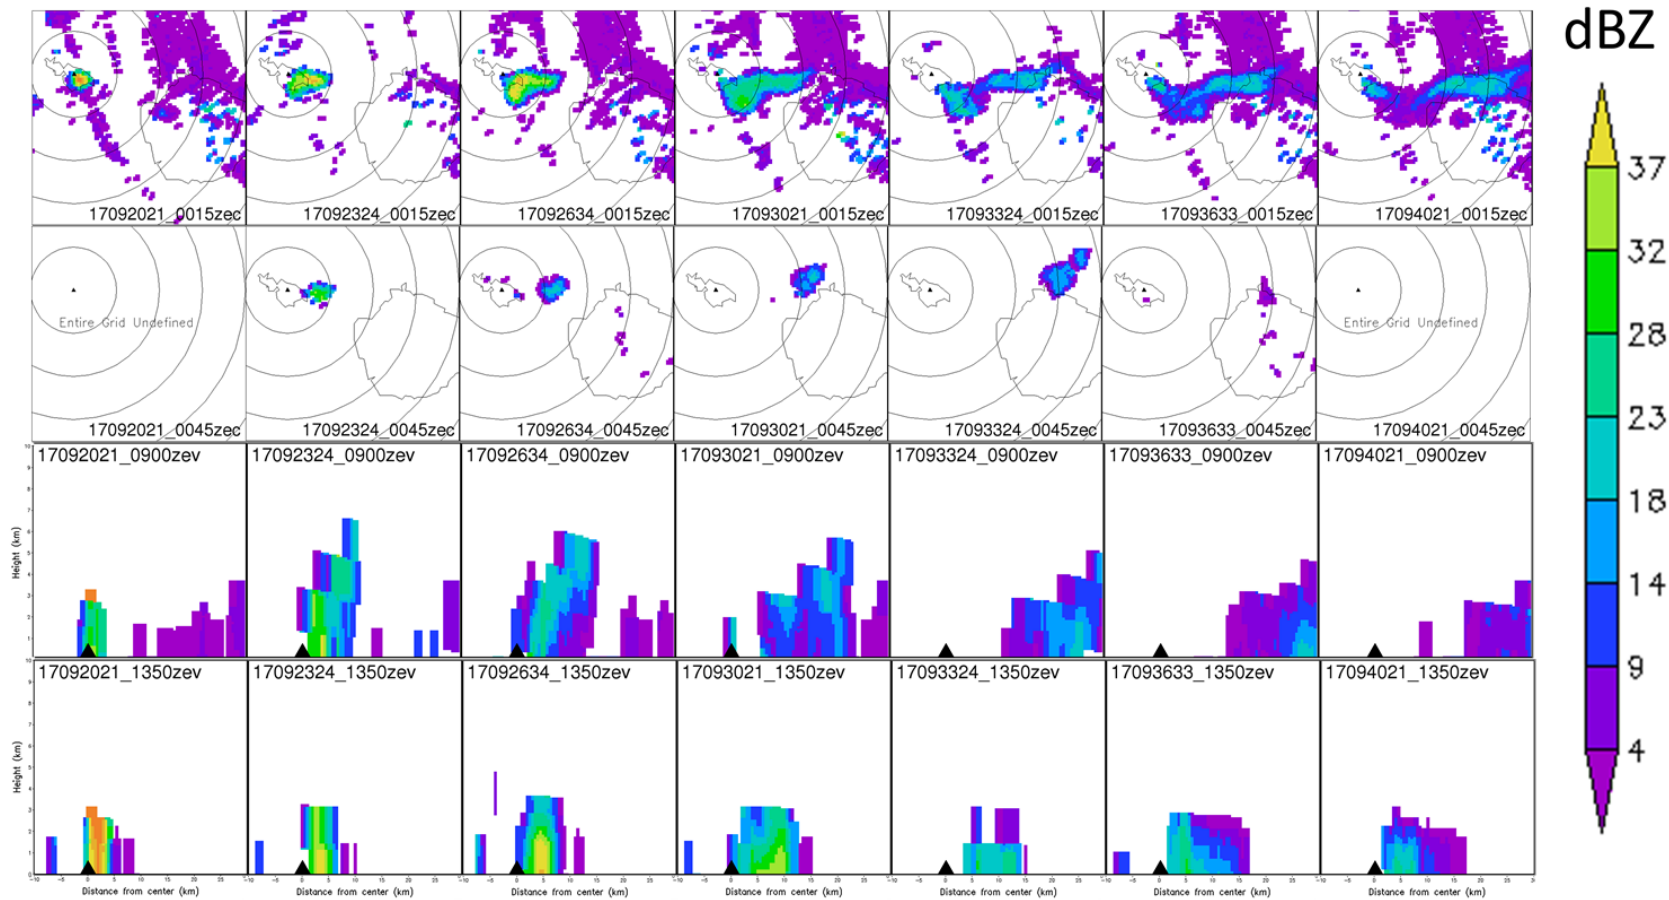 dBZ
17092021_0015zec
17092324_0015zec
17092634_0015zec
17093021_0015zec
17093324_0015zec
17093633_0015zec
17094021_0015zec
37
32
28
23
18
14
9
4
Entire Grid Undefined
Entire Grid Undefined
17092021_0045zec
17092324_0045zec
17092634_0045zec
17093021_0045zec
17093324_0045zec
17093633_0045zec
17094021_0045zec
17092021_0900zev
17092324_0900zev
17092634_0900zev
17093021_0900zev
17093324_0900zev
17093633_0900zev
17094021_0900zev
Height (km)
17092021_1350zev
17092324_1350zev
17092634_1350zev
17093021_1350zev
17093324_1350zev
17093633_1350zev
17094021_1350zev
Height (km)
Distance from center (km)
Distance from center (km)
Distance from center (km)
Distance from center (km)
Distance from center (km)
Distance from center (km)
Distance from center (km)